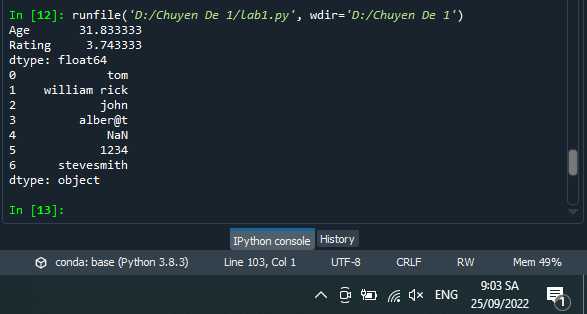 In [12]: runfile('D:/Chuyen De 1/lab1.py', wdir='D:/Chuyen De 1')
Age       31.833333
Rating     3.743333
dtype: float64
0             tom
1    william rick
2            john
3         alber@t
4             NaN
5            1234
6      stevesmith
dtype: object
In [13]:
IPython console History
conda: base (Python 3.8.3) Line 103, Col 1 UTF-8 CRLF RW Mem 49%
ENG 9:03 SA
25/09/2022 1